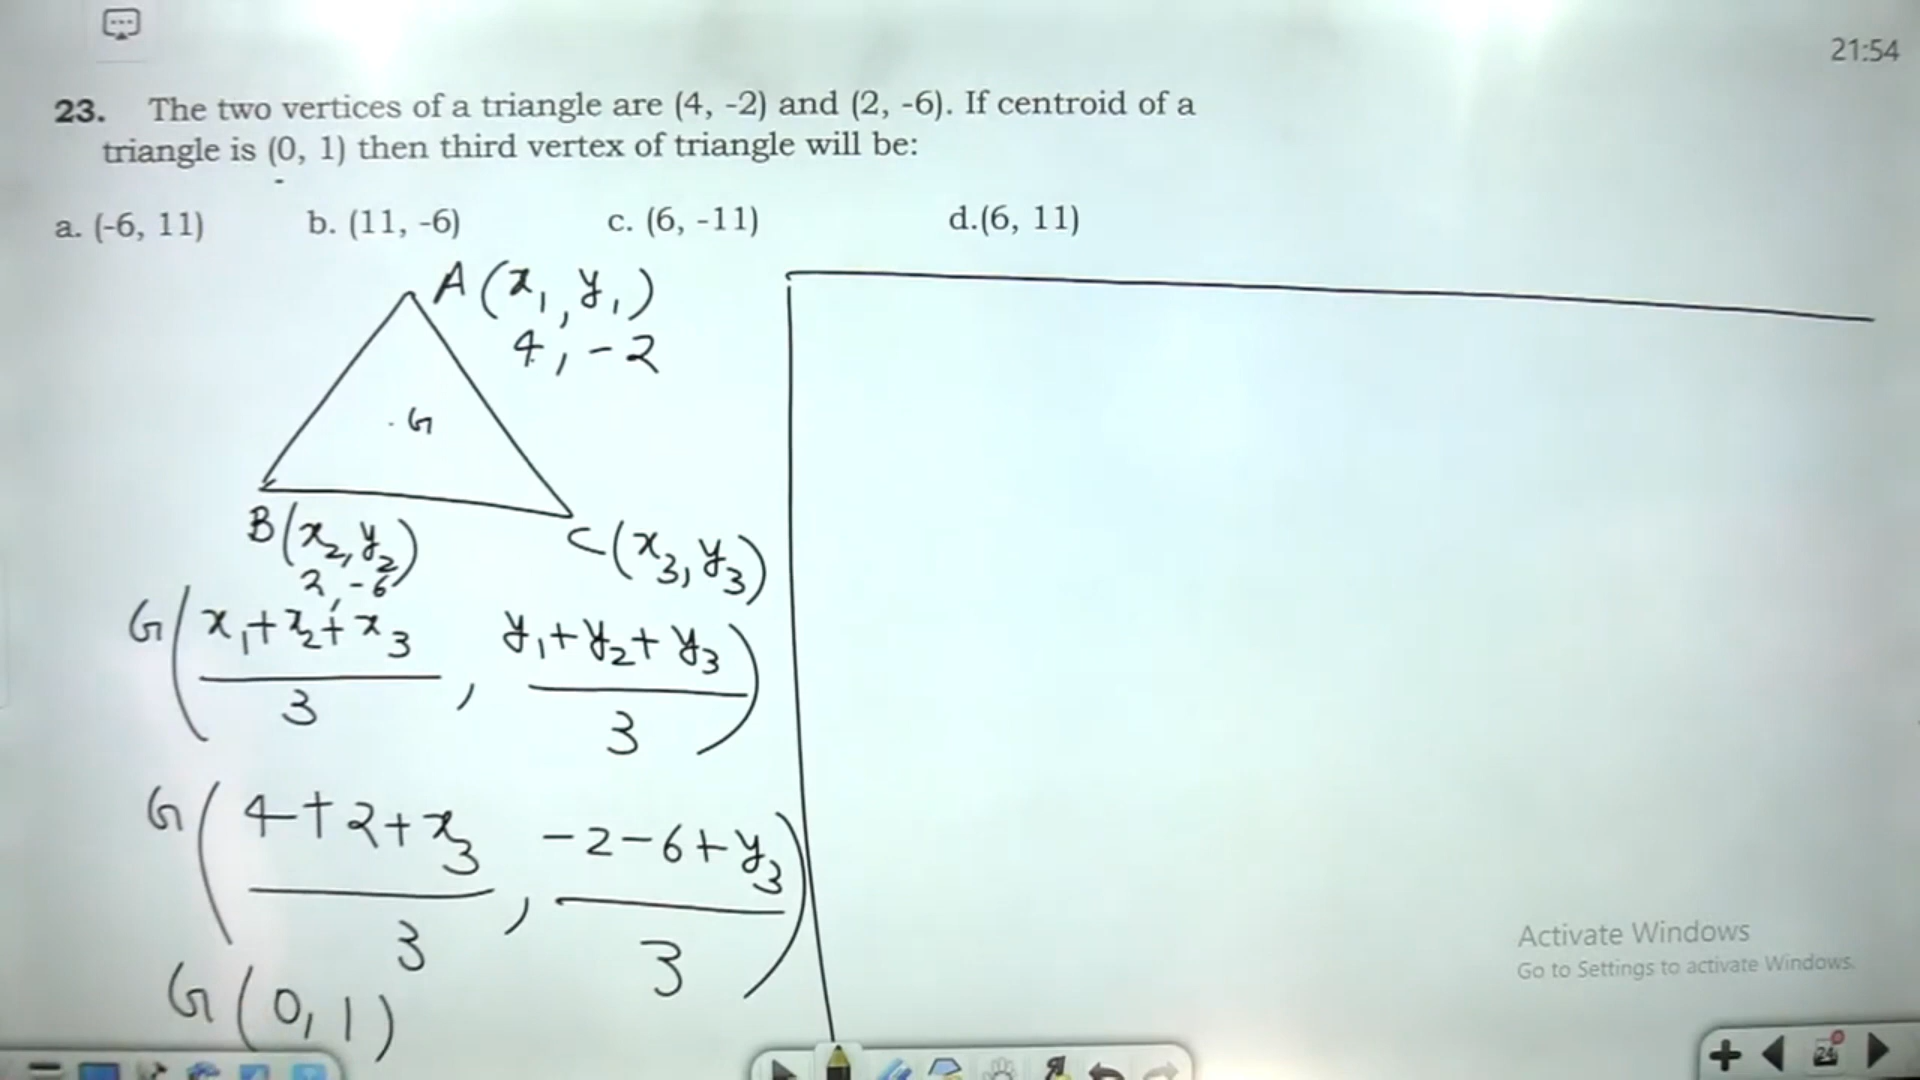 21:54
23. The two vertices of a triangle are (4, -2) and (2, -6). If centroid of a
triangle is (0, 1) then third vertex of triangle will be:
a. (-6, 11) b. (11, -6) c. (6, -11) d.(6, 11)
A(x₁, y₁)
4, -2
G
B(x₂, y₂)
2, -6
C(x₃, y₃)
G(x₁+x₂+x₃/3, y₁+y₂+y₃/3)
G(4+2+x₃/3, -2-6+y₃/3)
G(0,1)
Activate Windows
Go to Settings to activate Windows.
24